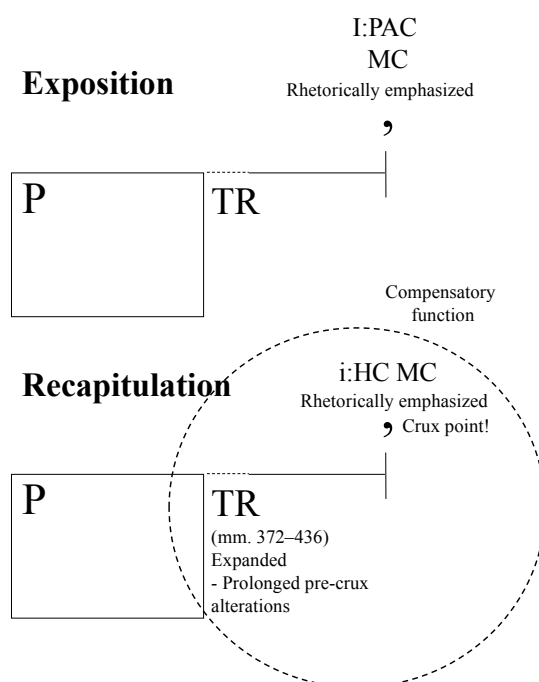 I:PAC
MC
Rhetorically emphasized
Exposition
,
P
TR
Compensatory
function
Recapitulation
i:HC MC
Rhetorically emphasized
, Crux point!
P
TR
(mm. 372–436)
Expanded
- Prolonged pre-crux
alterations